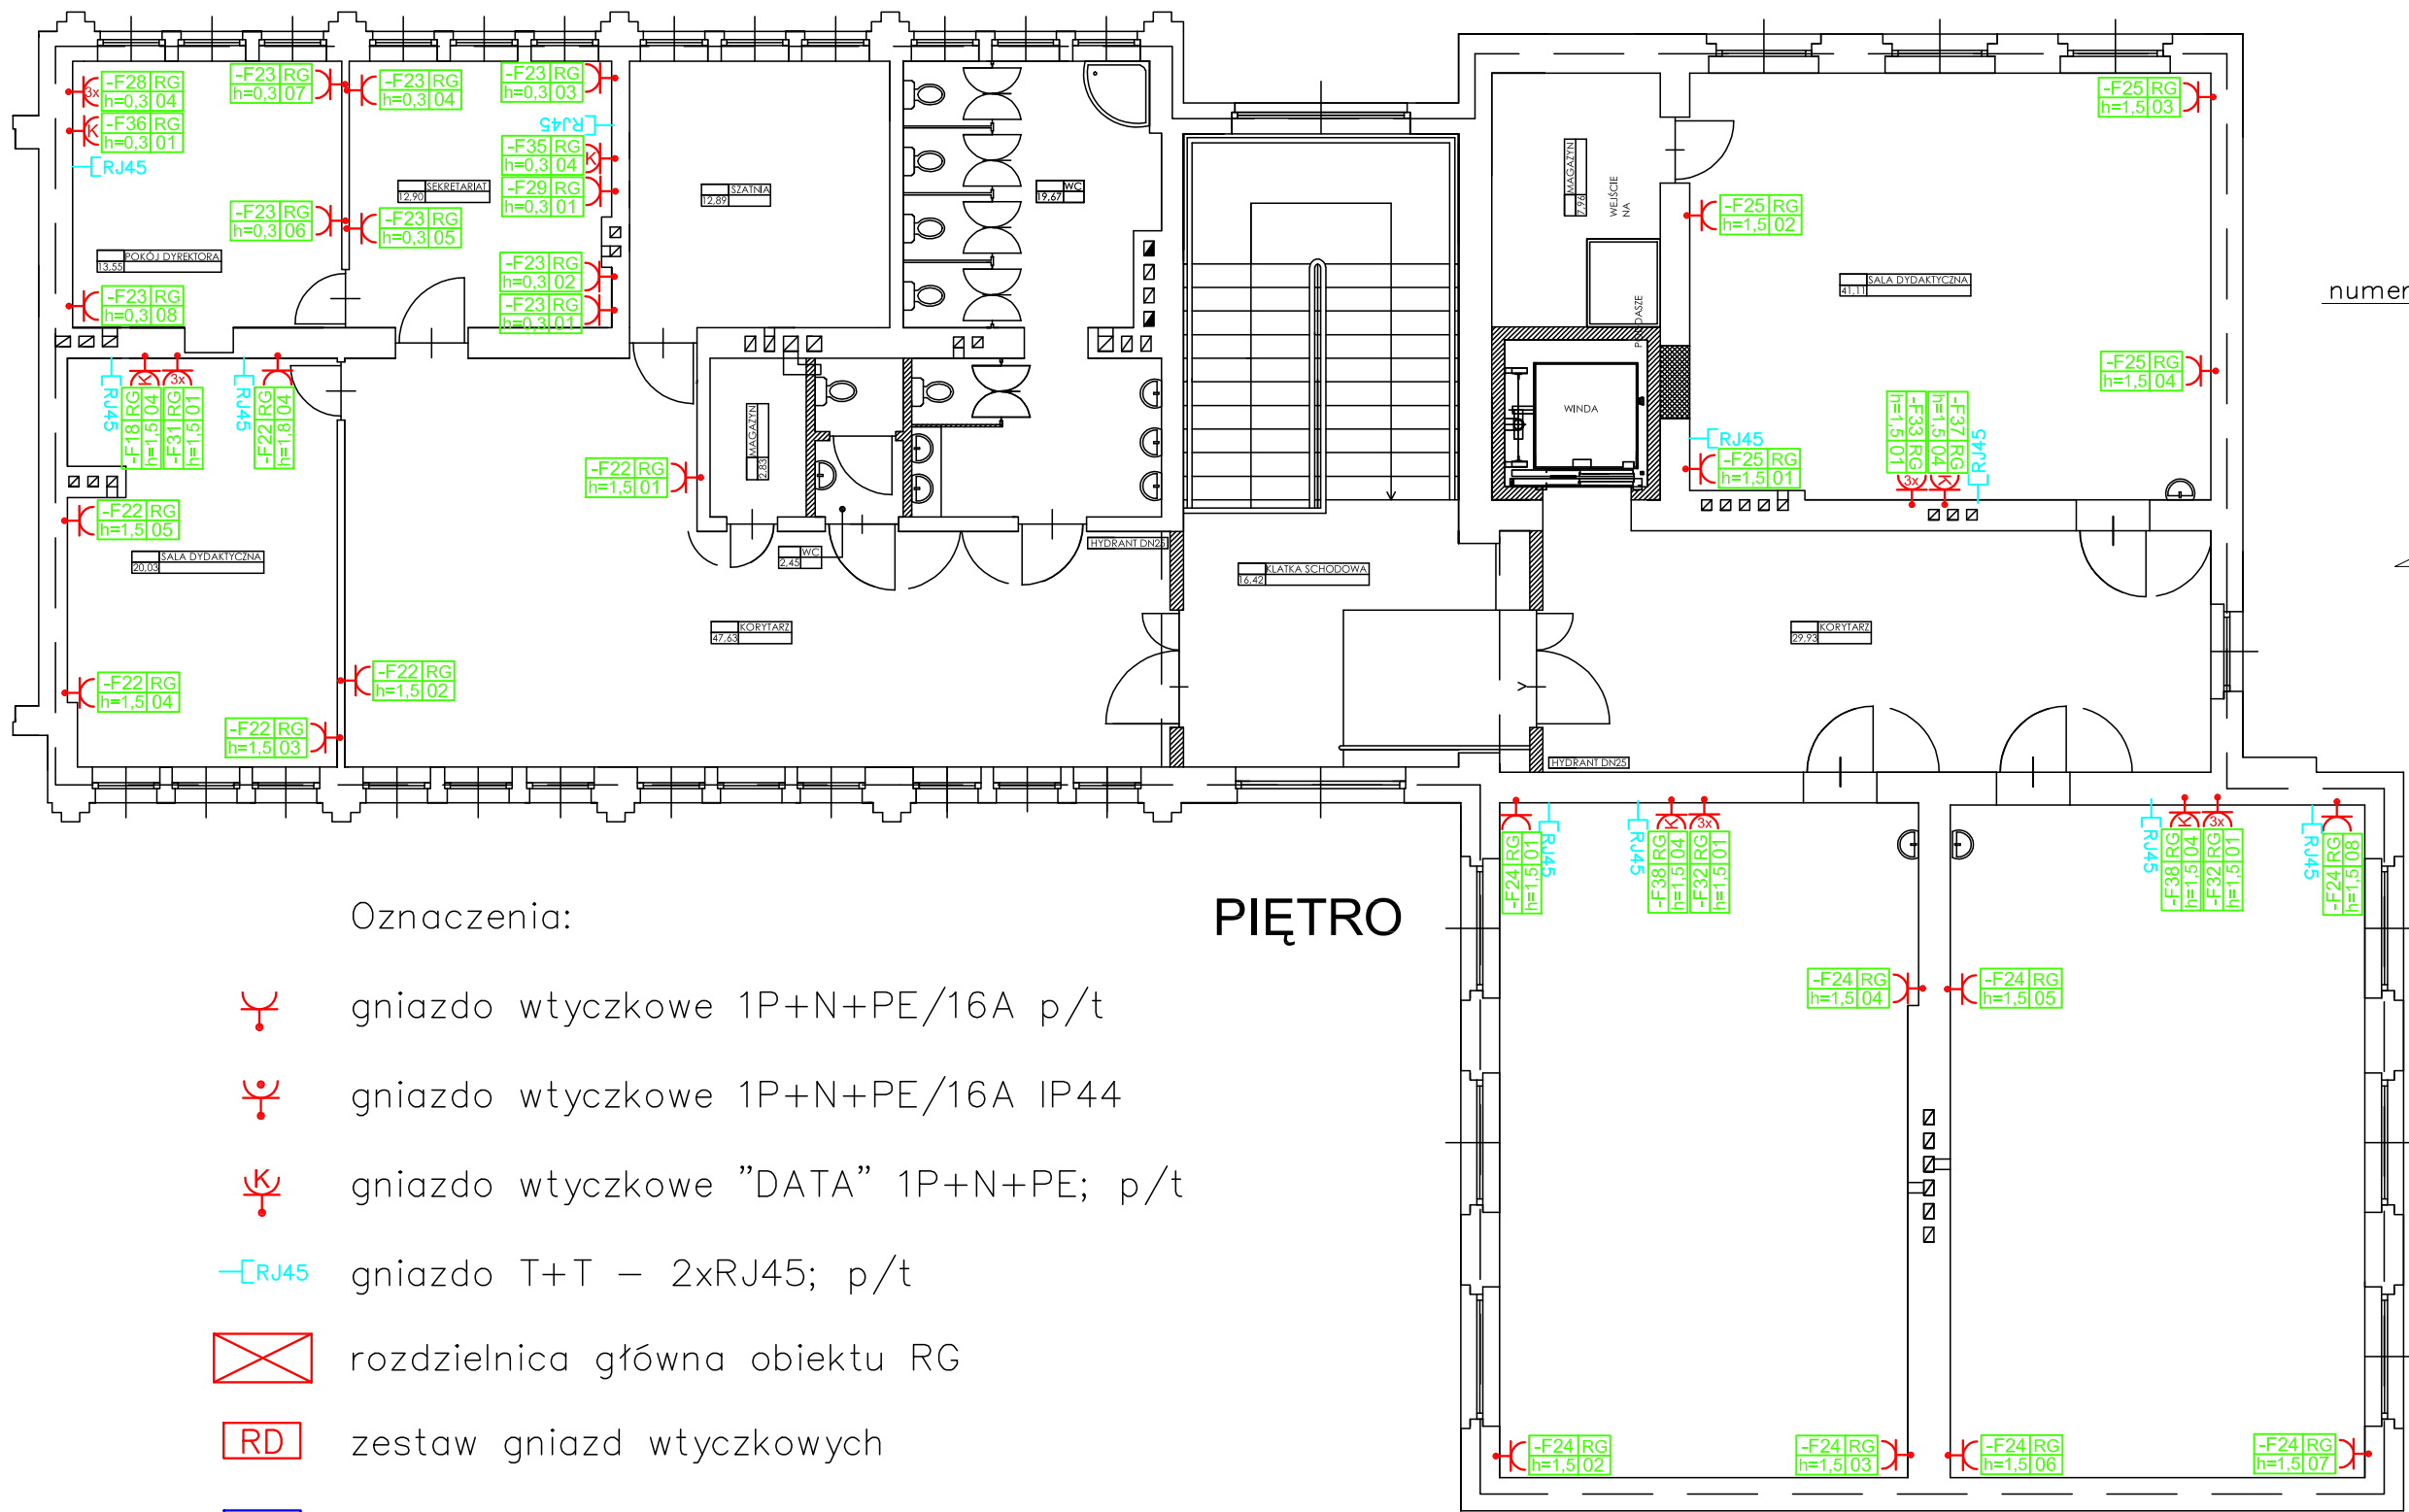 -F28 RG
h=0,3 04
-F36 RG
h=0,3 01
RJ45
-F23 RG
h=0,3 07
-F23 RG
h=0,3 06
POKÓJ DYREKTORA
13,55
-F23 RG
h=0,3 08
-F23 RG
h=0,3 04
SEKRETARIAT
12,90
-F23 RG
h=0,3 05
-F23 RG
h=0,3 03
RJ45
-F35 RG
h=0,3 04
-F29 RG
h=0,3 01
-F23 RG
h=0,3 02
-F23 RG
h=0,3 01
SZATNIA
12,89
WC
19,67
MAGAZYN
7,96
WEJŚCIE
NA
PODDASZE
WINDA
-F25 RG
h=1,5 03
-F25 RG
h=1,5 02
SALA DYDAKTYCZNA
41,11
-F25 RG
h=1,5 04
RJ45
-F25 RG
h=1,5 01
-F33 RG
h=1,5 01
-F37 RG
h=1,5 04
RJ45
numer
RJ45
-F18 RG
h=1,5 04
-F31 RG
h=1,5 01
RJ45
-F22 RG
h=1,8 04
-F22 RG
h=1,5 05
SALA DYDAKTYCZNA
20,03
-F22 RG
h=1,5 04
-F22 RG
h=1,5 03
-F22 RG
h=1,5 02
-F22 RG
h=1,5 01
MAGAZYN
2,83
WC
2,45
KORYTARZ
47,63
HYDRANT DN25
KLATKA SCHODOWA
16,42
KORYTARZ
29,93
HYDRANT DN25
-F24 RG
h=1,5 01
RJ45
RJ45
-F38 RG
h=1,5 04
-F32 RG
h=1,5 01
RJ45
-F38 RG
h=1,5 04
-F32 RG
h=1,5 01
RJ45
-F24 RG
h=1,5 08
-F24 RG
h=1,5 04
-F24 RG
h=1,5 05
-F24 RG
h=1,5 02
-F24 RG
h=1,5 03
-F24 RG
h=1,5 06
-F24 RG
h=1,5 07
PIĘTRO
Oznaczenia:
gniazdo wtyczkowe 1P+N+PE/16A p/t
gniazdo wtyczkowe 1P+N+PE/16A IP44
K gniazdo wtyczkowe "DATA" 1P+N+PE; p/t
RJ45 gniazdo T+T – 2xRJ45; p/t
rozdzielnica główna obiektu RG
RD zestaw gniazd wtyczkowych